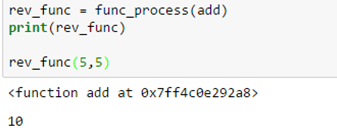 rev_func = func_process(add)
print(rev_func)
rev_func(5,5)
<function add at 0x7ff4c0e292a8>
10